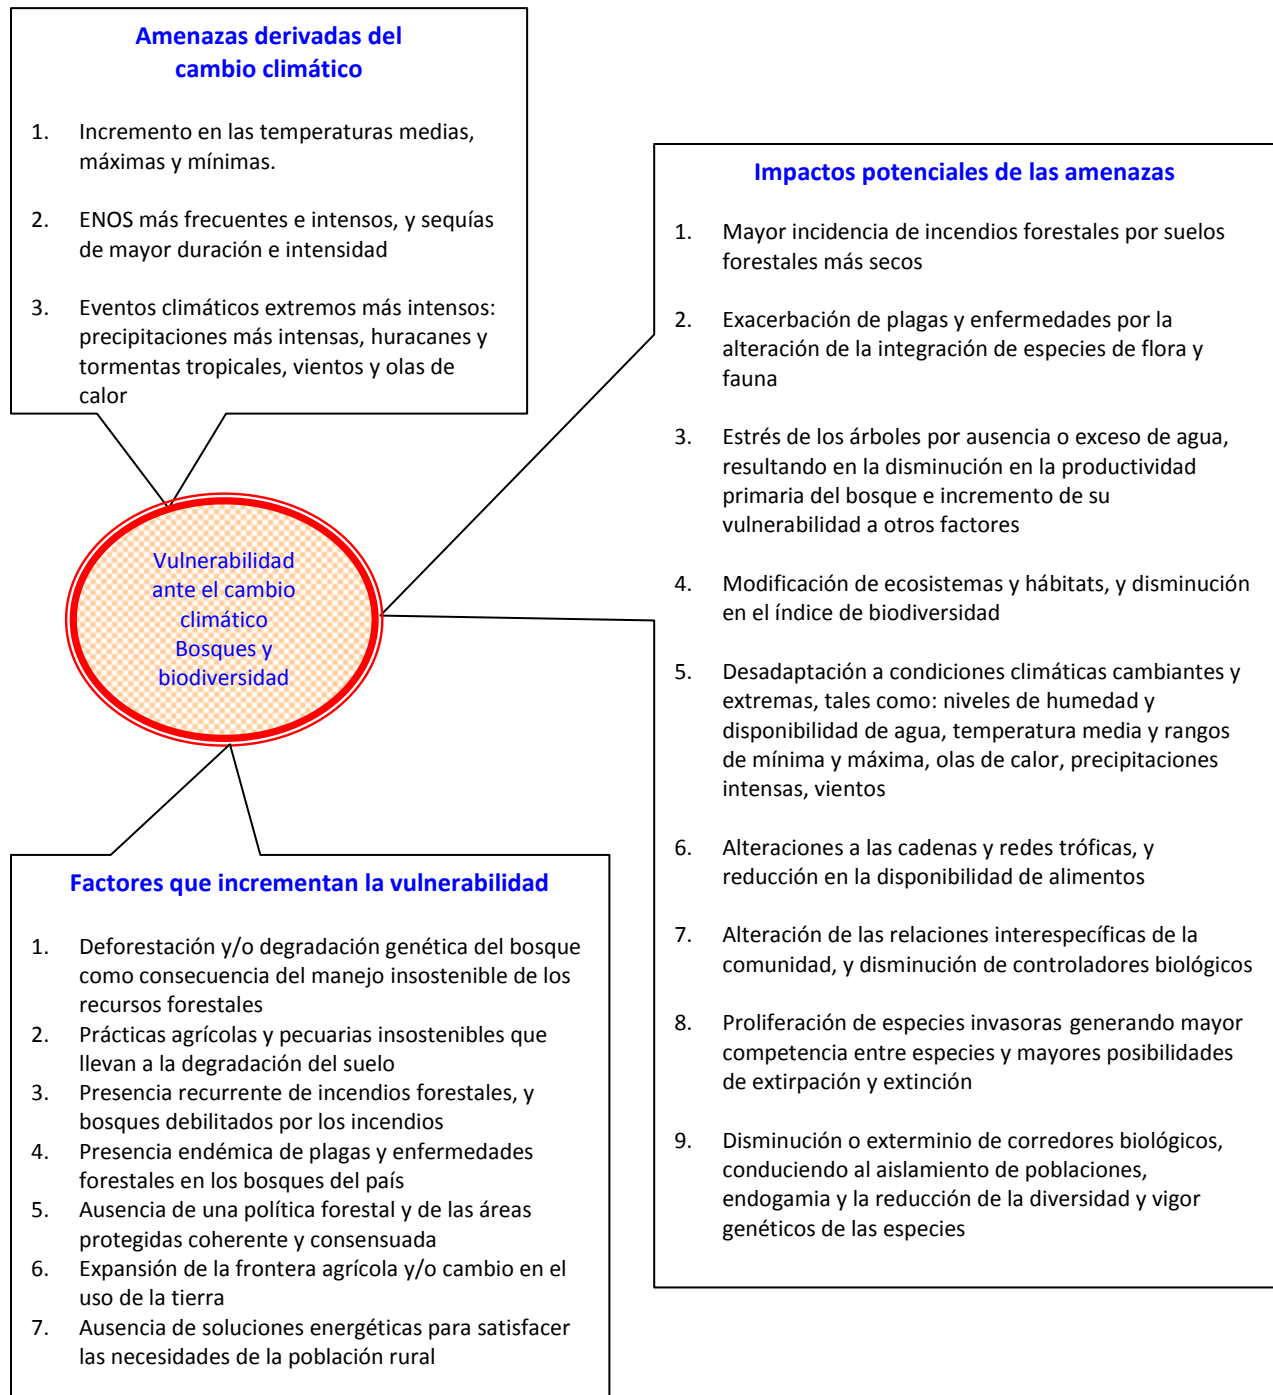 Amenazas derivadas del
cambio climático
1. Incremento en las temperaturas medias,
máximas y mínimas.
2. ENOS más frecuentes e intensos, y sequías
de mayor duración e intensidad
3. Eventos climáticos extremos más intensos:
precipitaciones más intensas, huracanes y
tormentas tropicales, vientos y olas de
calor
Vulnerabilidad
ante el cambio
climático
Bosques y
biodiversidad
Factores que incrementan la vulnerabilidad
1. Deforestación y/o degradación genética del bosque
como consecuencia del manejo insostenible de los
recursos forestales
2. Prácticas agrícolas y pecuarias insostenibles que
llevan a la degradación del suelo
3. Presencia recurrente de incendios forestales, y
bosques debilitados por los incendios
4. Presencia endémica de plagas y enfermedades
forestales en los bosques del país
5. Ausencia de una política forestal y de las áreas
protegidas coherente y consensuada
6. Expansión de la frontera agrícola y/o cambio en el
uso de la tierra
7. Ausencia de soluciones energéticas para satisfacer
las necesidades de la población rural
Impactos potenciales de las amenazas
1. Mayor incidencia de incendios forestales por suelos
forestales más secos
2. Exacerbación de plagas y enfermedades por la
alteración de la integración de especies de flora y
fauna
3. Estrés de los árboles por ausencia o exceso de agua,
resultando en la disminución en la productividad
primaria del bosque e incremento de su
vulnerabilidad a otros factores
4. Modificación de ecosistemas y hábitats, y disminución
en el índice de biodiversidad
5. Desadaptación a condiciones climáticas cambiantes y
extremas, tales como: niveles de humedad y
disponibilidad de agua, temperatura media y rangos
de mínima y máxima, olas de calor, precipitaciones
intensas, vientos
6. Alteraciones a las cadenas y redes tróficas, y
reducción en la disponibilidad de alimentos
7. Alteración de las relaciones interespecíficas de la
comunidad, y disminución de controladores biológicos
8. Proliferación de especies invasoras generando mayor
competencia entre especies y mayores posibilidades
de extirpación y extinción
9. Disminución o exterminio de corredores biológicos,
conduciendo al aislamiento de poblaciones,
endogamia y la reducción de la diversidad y vigor
genéticos de las especies